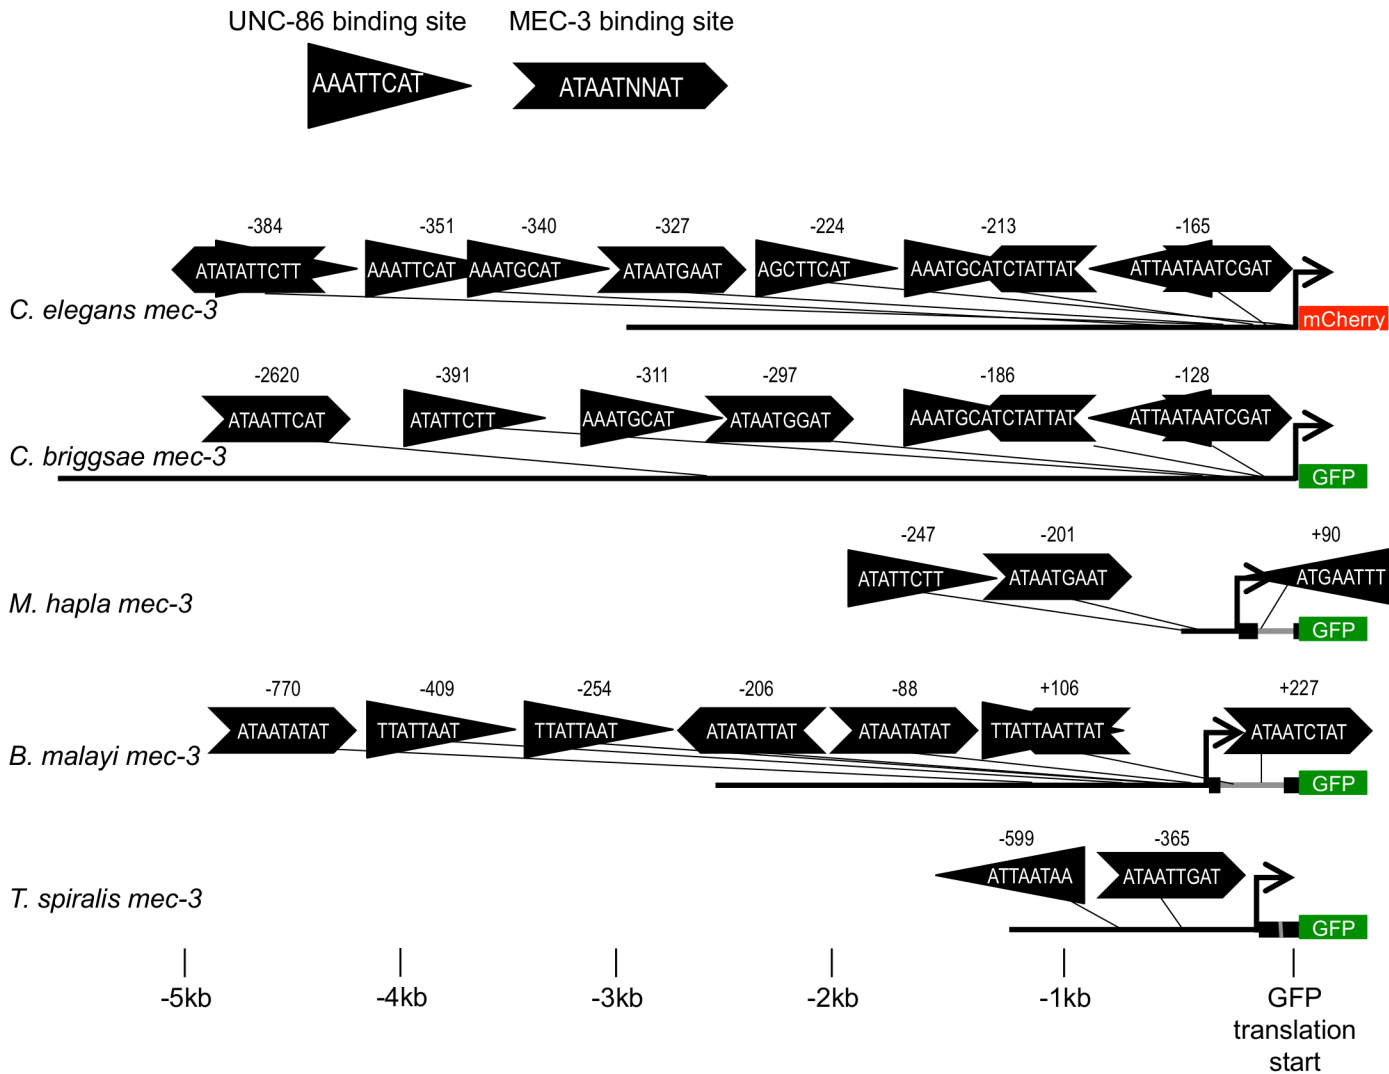 UNC-86 binding site MEC-3 binding site
AAATTCAT ATAATNNAT
-384 -351 -340 -327 -224 -213 -165
ATATATTCTT AAATTCAT AAATGCAT ATAATGAAT AGCTTCAT AAATGCATCTATTAT ATTAATAATCGAT
C. elegans mec-3 mCherry
-2620 -391 -311 -297 -186 -128
ATAATTCAT ATATTCTT AAATGCAT ATAATGGAT AAATGCATCTATTAT ATTAATAATCGAT
C. briggsae mec-3 GFP
-247 -201 +90
ATATTCTT ATAATGAAT ATGAATTT
M. hapla mec-3 GFP
-770 -409 -254 -206 -88 +106 +227
ATAATATAT TTATTAAT TTATTAAT ATATATTAT ATAATATAT TTATTAATTAT ATAATCTAT
B. malayi mec-3 GFP
-599 -365
ATTAATAA ATAATTGAT
T. spiralis mec-3 GFP
-5kb -4kb -3kb -2kb -1kb GFP
translation
start